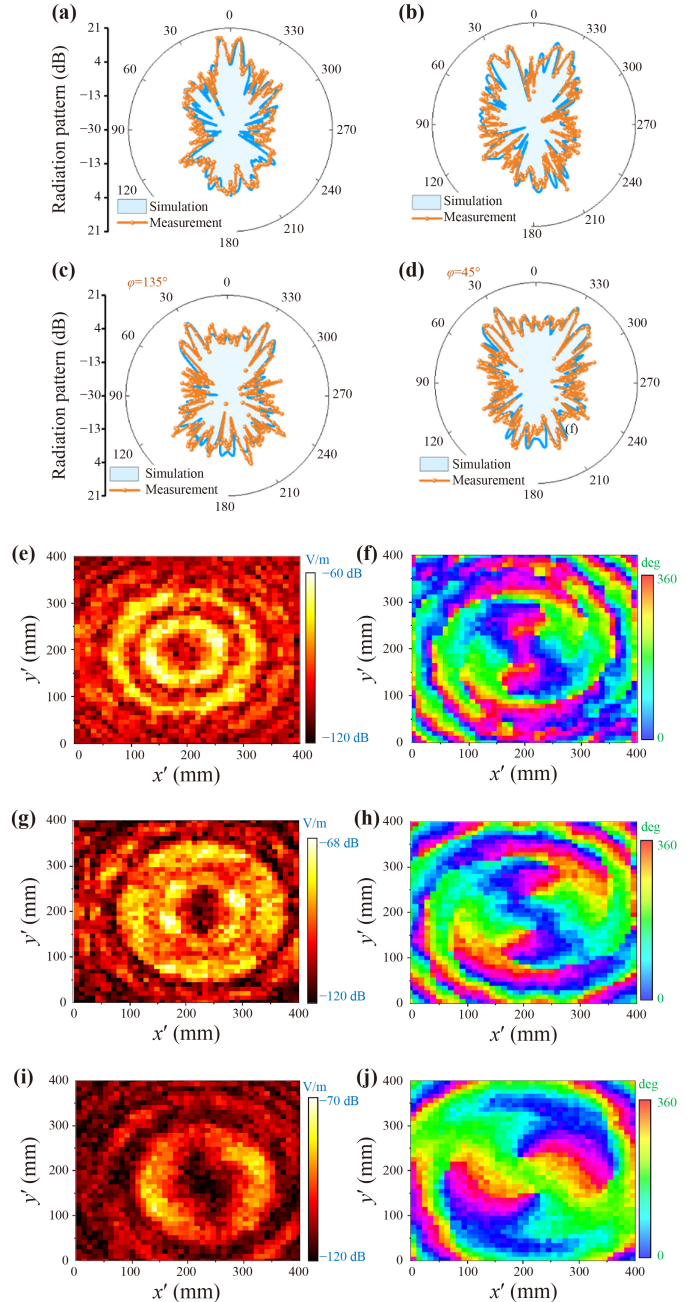 (a)
0
21
4
−13
−30
−13
4
21
Radiation pattern (dB)
30
60
90
120
330
300
270
240
210
180
Simulation
Measurement
(b)
0
30
60
90
120
330
300
270
240
210
180
Simulation
Measurement
(c)
φ=135°
0
21
4
−13
−30
−13
4
21
Radiation pattern (dB)
30
60
90
120
330
300
270
240
210
180
Simulation
Measurement
(d)
φ=45°
0
30
60
90
120
330
300
270
240
210
180
(f)
Simulation
Measurement
(e)
400
300
200
100
0
y′ (mm)
0 100 200 300 400
x′ (mm)
V/m
−60 dB
−120 dB
(f)
400
300
200
100
0
y′ (mm)
0 100 200 300 400
x′ (mm)
deg
360
0
(g)
400
300
200
100
0
y′ (mm)
0 100 200 300 400
x′ (mm)
V/m
−68 dB
−120 dB
(h)
400
300
200
100
0
y′ (mm)
0 100 200 300 400
x′ (mm)
deg
360
0
(i)
400
300
200
100
0
y′ (mm)
0 100 200 300 400
x′ (mm)
V/m
−70 dB
−120 dB
(j)
400
300
200
100
0
y′ (mm)
0 100 200 300 400
x′ (mm)
deg
360
0